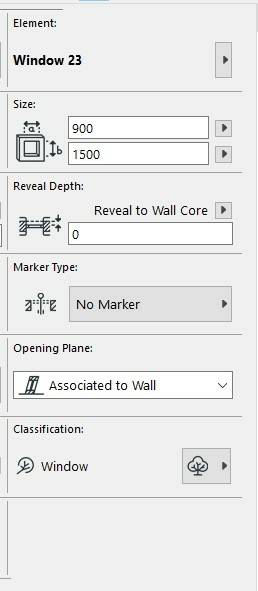 Element:
Window 23
Size:
a
900
b
1500
Reveal Depth:
Reveal to Wall Core
0
Marker Type:
No Marker
Opening Plane:
Associated to Wall
Classification:
Window